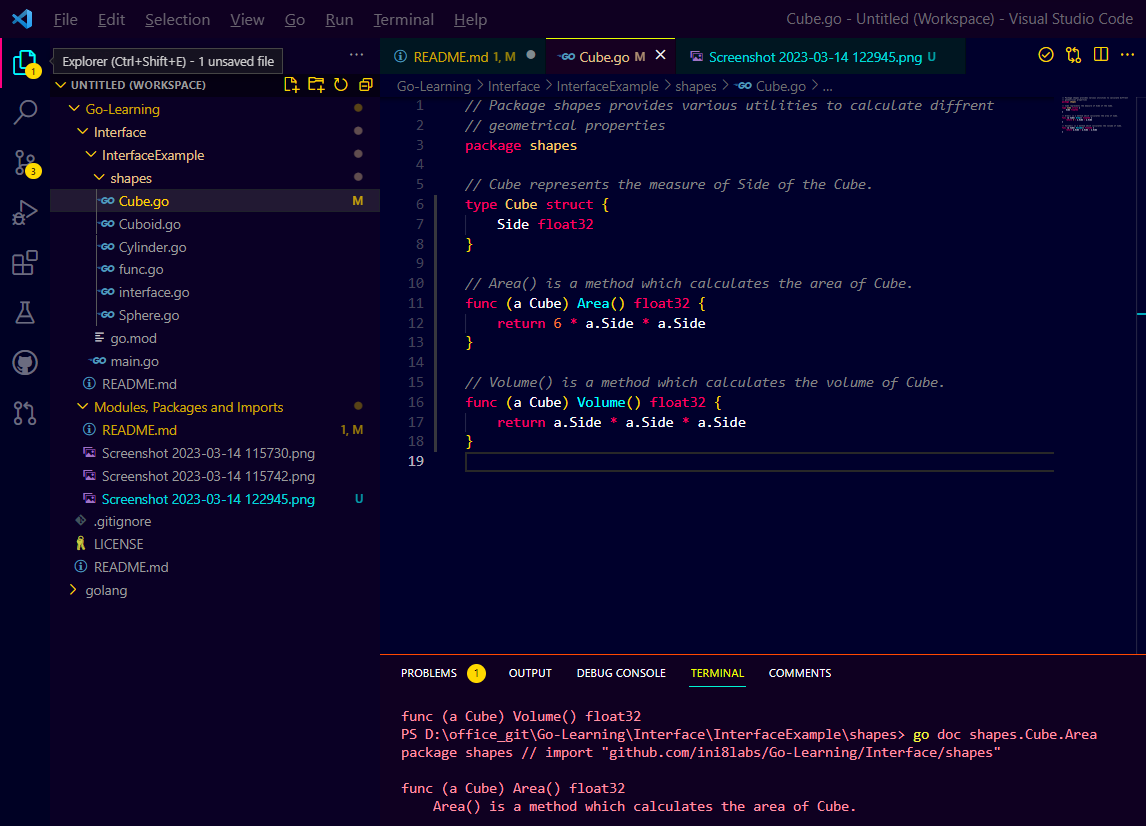 File Edit Selection View Go Run Terminal Help Cube.go - Untitled (Workspace) - Visual Studio Code
1
Explorer (Ctrl+Shift+E) - 1 unsaved file
UNTITLED (WORKSPACE)
Go-Learning
Interface
InterfaceExample
shapes
Cube.go M
Cuboid.go
Cylinder.go
func.go
interface.go
Sphere.go
go.mod
main.go
README.md
Modules, Packages and Imports
README.md 1, M
Screenshot 2023-03-14 115730.png
Screenshot 2023-03-14 115742.png
Screenshot 2023-03-14 122945.png U
.gitignore
LICENSE
README.md
golang
3
README.md 1, M Cube.go M Screenshot 2023-03-14 122945.png U
Go-Learning > Interface > InterfaceExample > shapes > Cube.go > ...
1 // Package shapes provides various utilities to calculate diffrent
2 // geometrical properties
3 package shapes
4
5 // Cube represents the measure of Side of the Cube.
6 type Cube struct {
7 Side float32
8 }
9
10 // Area() is a method which calculates the area of Cube.
11 func (a Cube) Area() float32 {
12 return 6 * a.Side * a.Side
13 }
14
15 // Volume() is a method which calculates the volume of Cube.
16 func (a Cube) Volume() float32 {
17 return a.Side * a.Side * a.Side
18 }
19
PROBLEMS 1 OUTPUT DEBUG CONSOLE TERMINAL COMMENTS
func (a Cube) Volume() float32
PS D:\office_git\Go-Learning\Interface\InterfaceExample\shapes> go doc shapes.Cube.Area
package shapes // import "github.com/ini8labs/Go-Learning/Interface/shapes"
func (a Cube) Area() float32
Area() is a method which calculates the area of Cube.